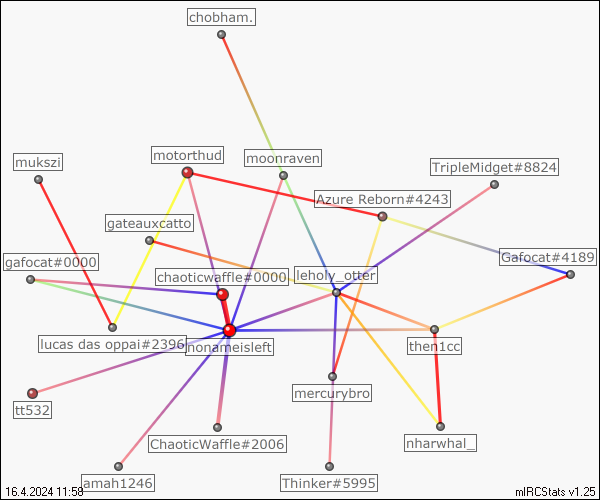 chobham.
motorthud
moonraven
mukszi
TripleMidget#8824
Azure Reborn#4243
gateauxcatto
gafocat#0000
Gafocat#4189
chaoticwaffle#0000
leholy_otter
lucas das oppai#2396
nonameisleft
then1cc
mercurybro
tt532
ChaoticWaffle#2006
nharwhal_
amah1246
Thinker#5995
16.4.2024 11:58
mIRCStats v1.25